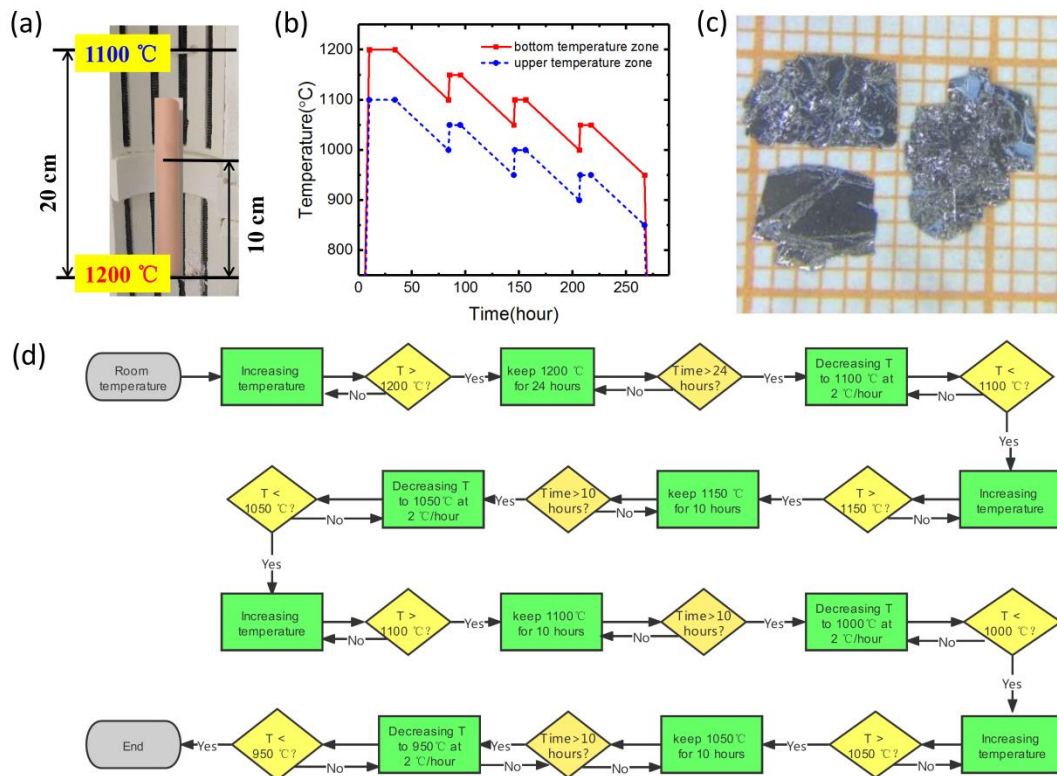 (a)
1100 ℃
20 cm
10 cm
1200 ℃
(b)
Temperature(°C)
1200
1100
1000
900
800
0
50
100
150
200
250
Time(hour)
bottom temperature zone
upper temperature zone
(c)
(d)
Room
temperature
Increasing
temperature
T >
1200 ℃?
No
Yes
keep 1200 ℃
for 24 hours
Time>24
hours?
No
Yes
Decreasing T
to 1100 ℃ at
2 ℃/hour
T <
1100 ℃?
No
Yes
T <
1050 ℃?
No
Decreasing T
to 1050℃ at
2 ℃/hour
Yes
Time>10
hours?
No
keep 1150 ℃
for 10 hours
Yes
T >
1150 ℃?
No
Increasing
temperature
Yes
Increasing
temperature
T >
1100 ℃?
No
Yes
keep 1100℃
for 10 hours
Time>10
hours?
No
Yes
Decreasing T
to 1000℃ at
2 ℃/hour
T <
1000 ℃?
No
Yes
End
Yes
T <
950 ℃?
No
Decreasing T
to 950℃ at
2 ℃/hour
Yes
No
Time>10
hours?
No
keep 1050℃
for 10 hours
Yes
T >
1050 ℃?
No
Increasing
temperature